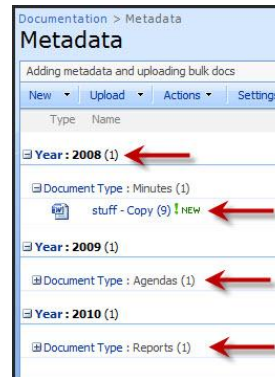 Documentation > Metadata
Metadata
Adding metadata and uploading bulk docs
New Upload Actions Settings
Type Name
Year : 2008 (1)
Document Type : Minutes (1)
stuff - Copy (9) ! NEW
Year : 2009 (1)
Document Type : Agendas (1)
Year : 2010 (1)
Document Type : Reports (1)